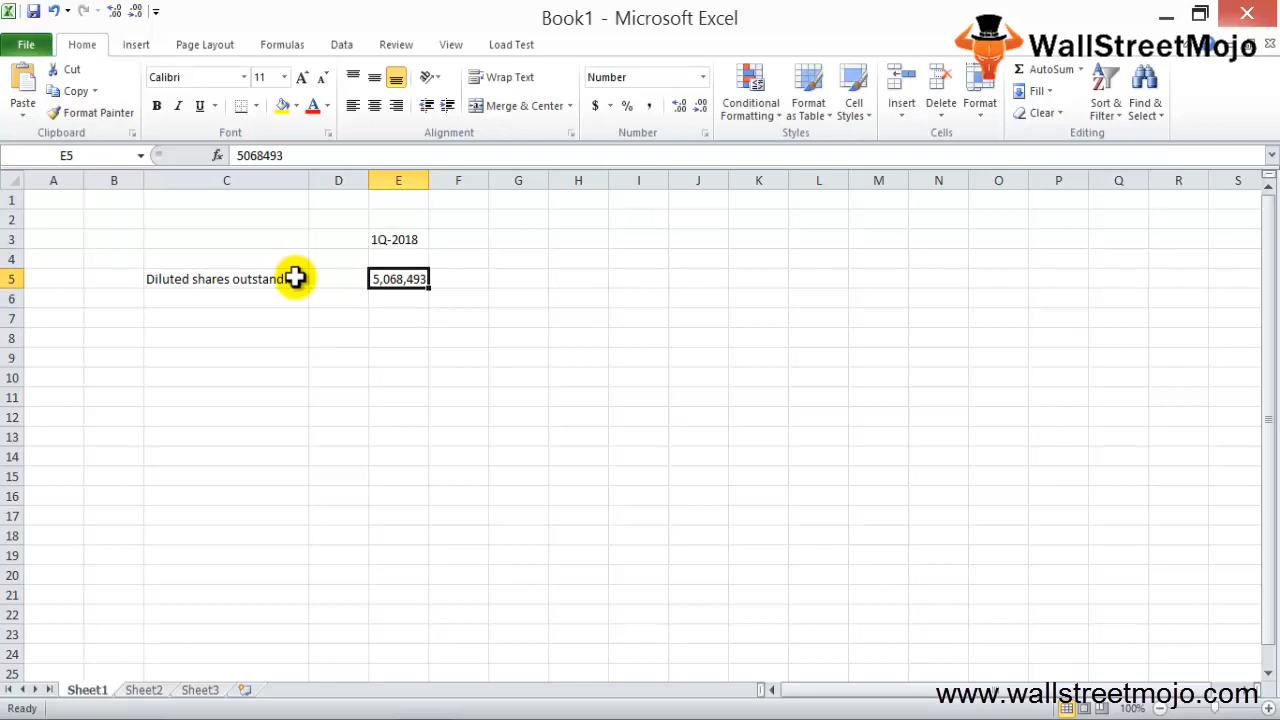 Book1 - Microsoft Excel
WallStreetMojo
File Home Insert Page Layout Formulas Data Review View Load Test
Paste
Cut
Copy
Format Painter
Clipboard
Calibri 11
B I U
Font
Wrap Text
Merge & Center
Alignment
Number
$ % ,
Number
Conditional Formatting
Format as Table
Cell Styles
Styles
Insert
Delete
Format
Cells
Σ AutoSum
Fill
Clear
Sort & Filter
Find & Select
Editing
E5 fx 5068493
A B C D E F G H I J K L M N O P Q R S
1
2
3 1Q-2018
4
5 Diluted shares outstand 5,068,493
6
7
8
9
10
11
12
13
14
15
16
17
18
19
20
21
22
23
24
25
Sheet1 Sheet2 Sheet3
Ready 100%
www.wallstreetmojo.com